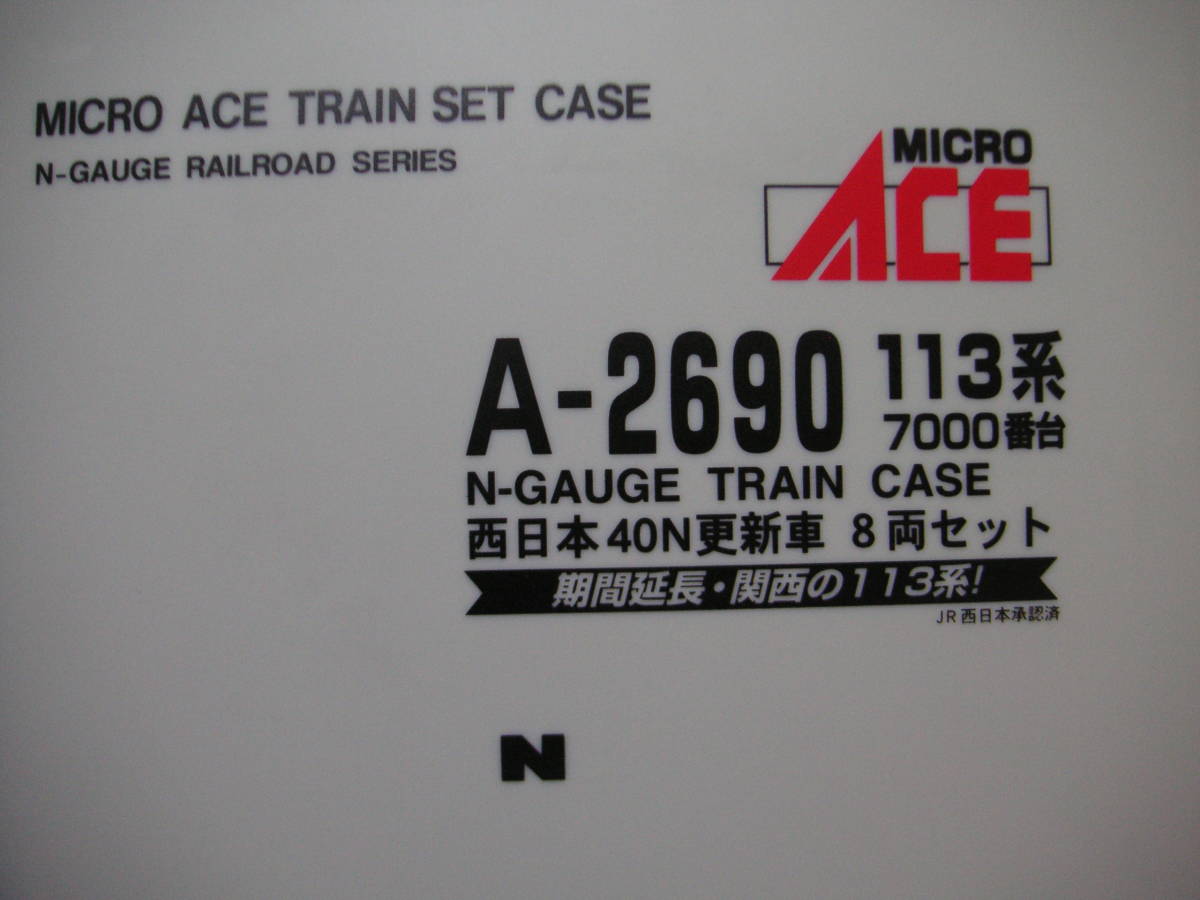 MICRO ACE TRAIN SET CASE
N-GAUGE RAILROAD SERIES
MICRO
ACE
A-2690 113系
7000番台
N-GAUGE TRAIN CASE
西日本40N更新車 8両セット
期間延長・関西の113系!
JR西日本承認済
N